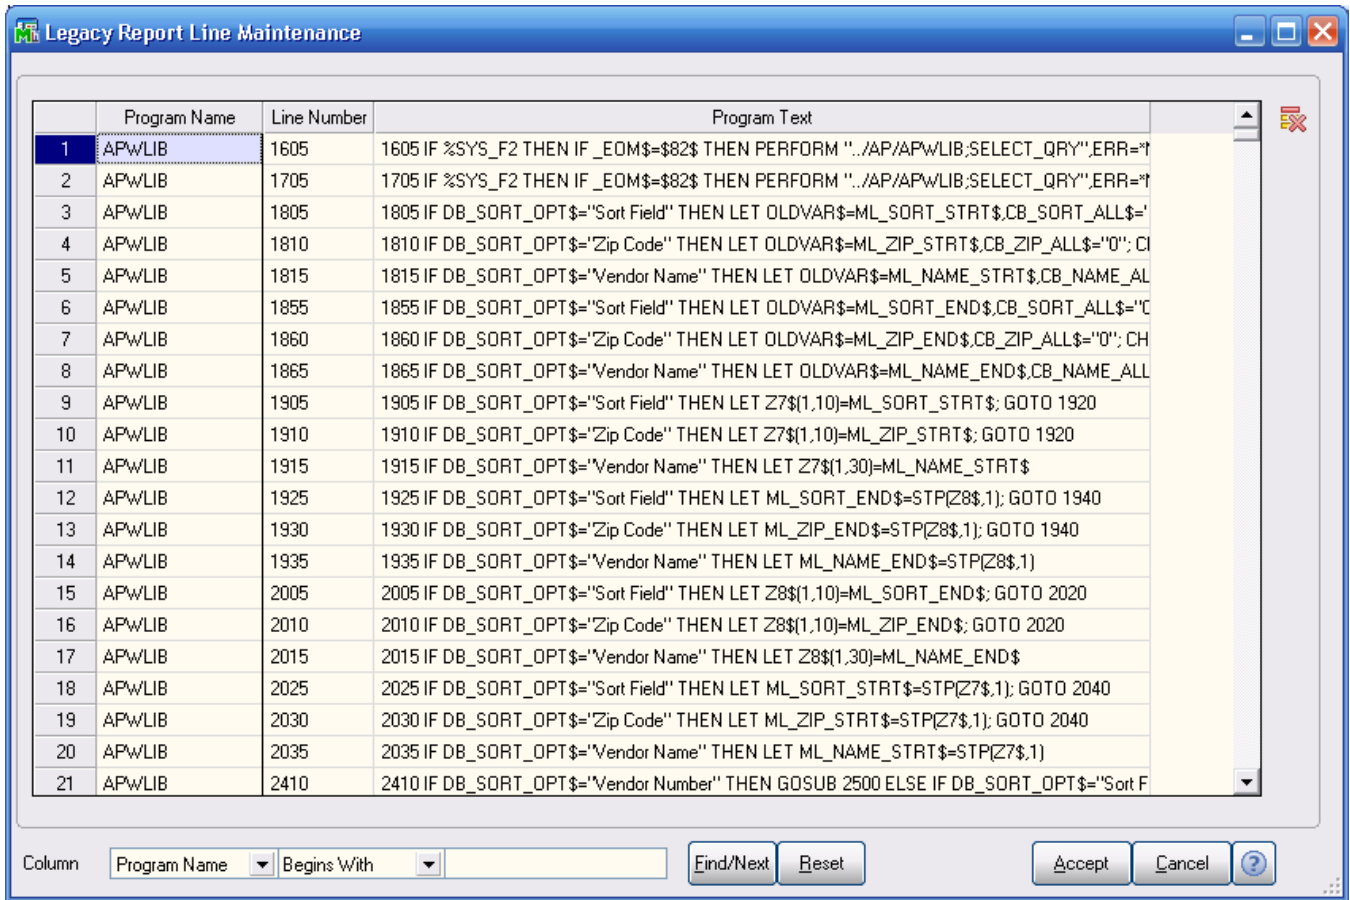 Legacy Report Line Maintenance
Program Name Line Number Program Text
1 APWLIB 1605 1605 IF %SYS_F2 THEN IF _EOM$=$82$ THEN PERFORM "../AP/APWLIB;SELECT_QRY",ERR=*
2 APWLIB 1705 1705 IF %SYS_F2 THEN IF _EOM$=$82$ THEN PERFORM "../AP/APWLIB;SELECT_QRY",ERR=*
3 APWLIB 1805 1805 IF DB_SORT_OPT$="Sort Field" THEN LET OLDVAR$=ML_SORT_STRT$,CB_SORT_ALL$="
4 APWLIB 1810 1810 IF DB_SORT_OPT$="Zip Code" THEN LET OLDVAR$=ML_ZIP_STRT$,CB_ZIP_ALL$="0"; C
5 APWLIB 1815 1815 IF DB_SORT_OPT$="Vendor Name" THEN LET OLDVAR$=ML_NAME_STRT$,CB_NAME_AL
6 APWLIB 1855 1855 IF DB_SORT_OPT$="Sort Field" THEN LET OLDVAR$=ML_SORT_END$,CB_SORT_ALL$="0
7 APWLIB 1860 1860 IF DB_SORT_OPT$="Zip Code" THEN LET OLDVAR$=ML_ZIP_END$,CB_ZIP_ALL$="0"; CH
8 APWLIB 1865 1865 IF DB_SORT_OPT$="Vendor Name" THEN LET OLDVAR$=ML_NAME_END$,CB_NAME_ALL
9 APWLIB 1905 1905 IF DB_SORT_OPT$="Sort Field" THEN LET Z7$(1,10)=ML_SORT_STRT$; GOTO 1920
10 APWLIB 1910 1910 IF DB_SORT_OPT$="Zip Code" THEN LET Z7$(1,10)=ML_ZIP_STRT$; GOTO 1920
11 APWLIB 1915 1915 IF DB_SORT_OPT$="Vendor Name" THEN LET Z7$(1,30)=ML_NAME_STRT$
12 APWLIB 1925 1925 IF DB_SORT_OPT$="Sort Field" THEN LET ML_SORT_END$=STP(Z8$,1); GOTO 1940
13 APWLIB 1930 1930 IF DB_SORT_OPT$="Zip Code" THEN LET ML_ZIP_END$=STP(Z8$,1); GOTO 1940
14 APWLIB 1935 1935 IF DB_SORT_OPT$="Vendor Name" THEN LET ML_NAME_END$=STP(Z8$,1)
15 APWLIB 2005 2005 IF DB_SORT_OPT$="Sort Field" THEN LET Z8$(1,10)=ML_SORT_END$; GOTO 2020
16 APWLIB 2010 2010 IF DB_SORT_OPT$="Zip Code" THEN LET Z8$(1,10)=ML_ZIP_END$; GOTO 2020
17 APWLIB 2015 2015 IF DB_SORT_OPT$="Vendor Name" THEN LET Z8$(1,30)=ML_NAME_END$
18 APWLIB 2025 2025 IF DB_SORT_OPT$="Sort Field" THEN LET ML_SORT_STRT$=STP(Z7$,1); GOTO 2040
19 APWLIB 2030 2030 IF DB_SORT_OPT$="Zip Code" THEN LET ML_ZIP_STRT$=STP(Z7$,1); GOTO 2040
20 APWLIB 2035 2035 IF DB_SORT_OPT$="Vendor Name" THEN LET ML_NAME_STRT$=STP(Z7$,1)
21 APWLIB 2410 2410 IF DB_SORT_OPT$="Vendor Number" THEN GOSUB 2500 ELSE IF DB_SORT_OPT$="Sort F
Column Program Name Begins With Find/Next Reset Accept Cancel ?